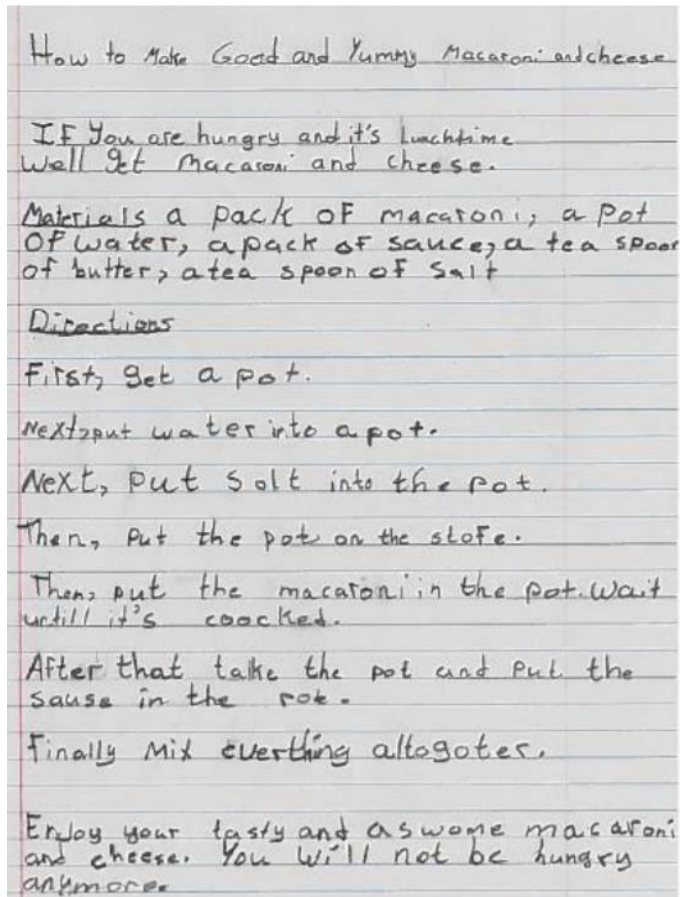 How to Make Good and Yummy Macaroni and cheese
IF You are hungry and it's Lunchtime
Well get macaroni and cheese.
Materials a pack of macaroni, a pot
of water, a pack of sauce, a tea spoon
of butter, a tea spoon of Salt
Directions
First, get a pot.
Next, put water into a pot.
Next, put Salt into the pot.
Then, Put the pot on the stofe.
Then, put the macaroni in the pot. Wait
untill it's coocked.
After that take the pot and Put the
sause in the pot.
Finally Mix everthing altogoter.
Enjoy your tasty and aswome macaroni
and cheese. You will not be hungry
anymore.